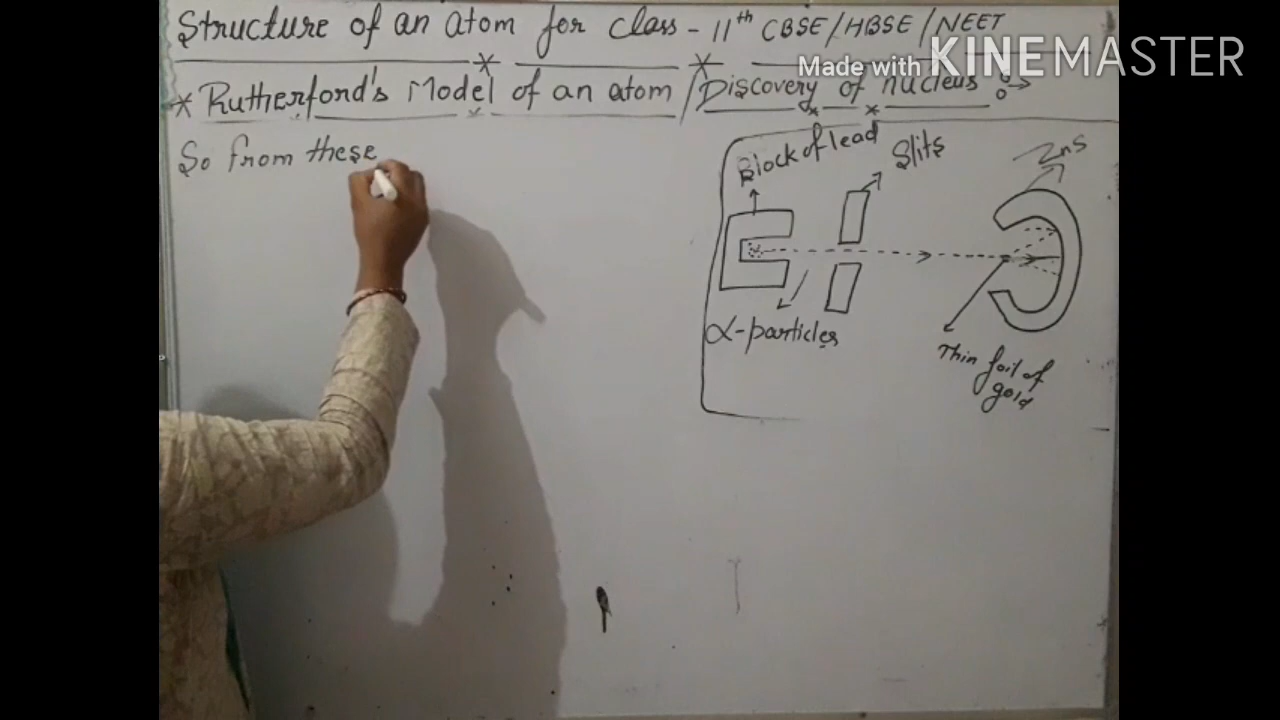 Structure of an atom for class - 11th CBSE/HBSE/NEET
Made with KINEMASTER
* Rutherford's Model of an atom/Discovery of nucleus :→
So from these
Block of lead
Slits
ZnS
α-particles
Thin foil of
gold